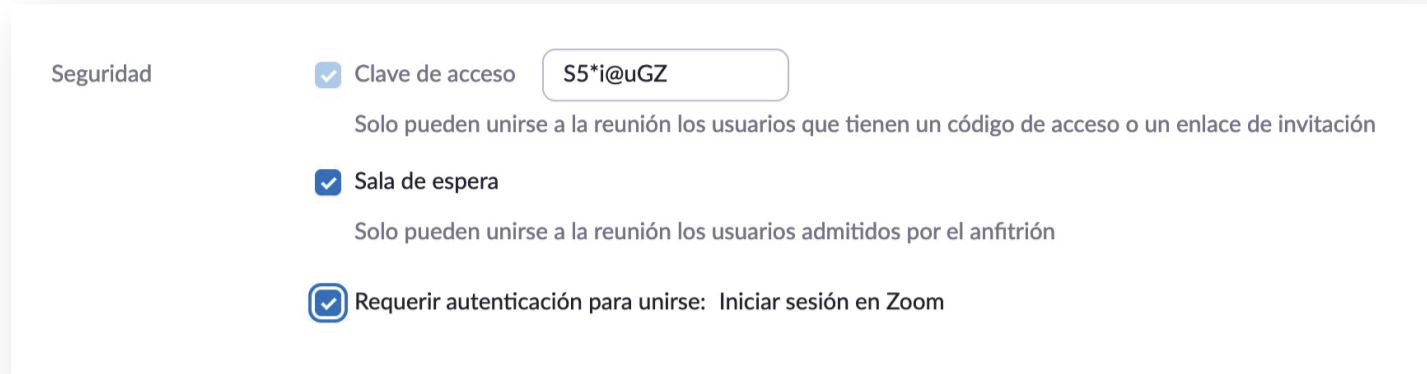 Seguridad
Clave de acceso S5*i@uGZ
Solo pueden unirse a la reunión los usuarios que tienen un código de acceso o un enlace de invitación
Sala de espera
Solo pueden unirse a la reunión los usuarios admitidos por el anfitrión
Requerir autenticación para unirse: Iniciar sesión en Zoom